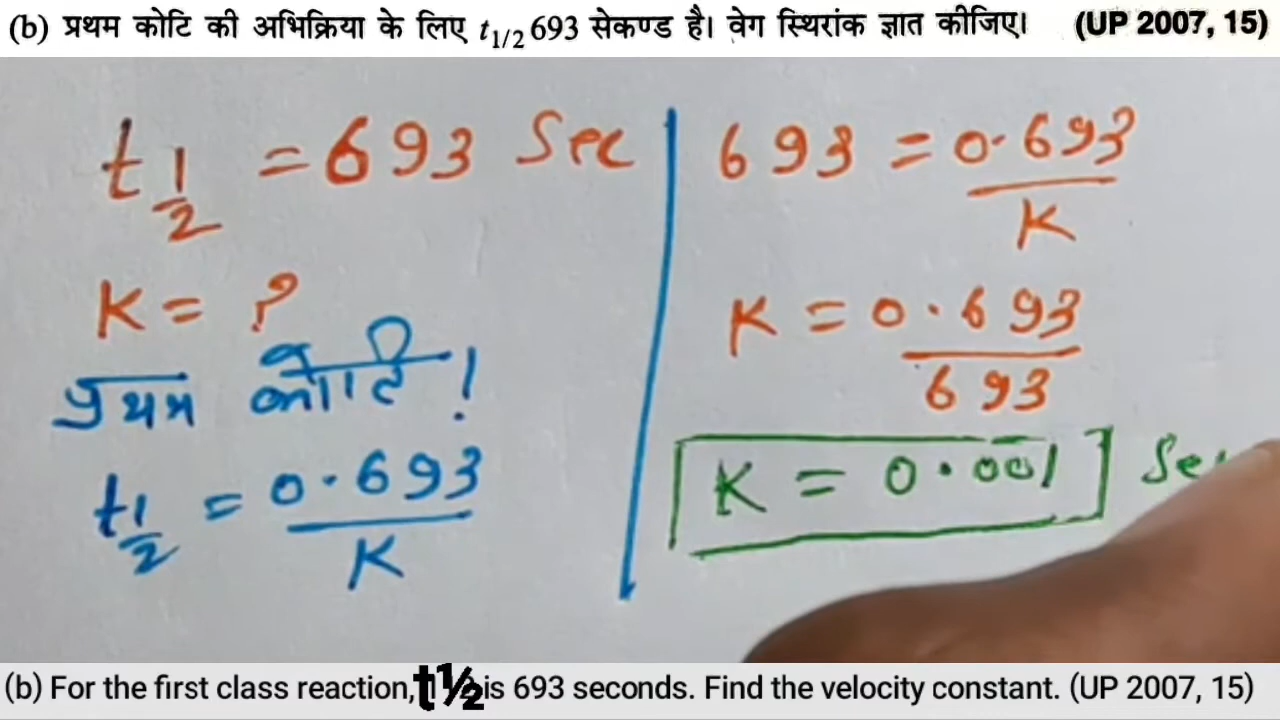 (b) प्रथम कोटि की अभिक्रिया के लिए t1/2 693 सेकण्ड है। वेग स्थिरांक ज्ञात कीजिए। (UP 2007, 15)
t 1/2 = 693 Sec
K = ?
प्रथम कोटि !
t 1/2 = 0.693 / K
693 = 0.693 / K
K = 0.693 / 693
K = 0.001
(b) For the first class reaction, t½ is 693 seconds. Find the velocity constant. (UP 2007, 15)